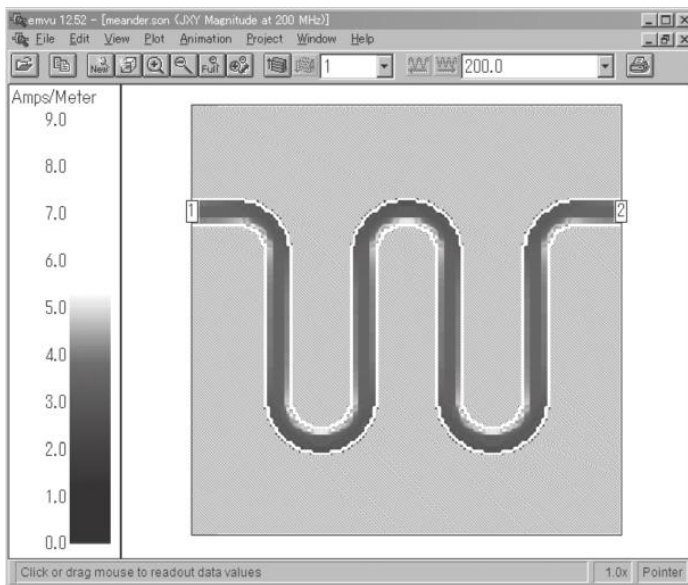 emvu 12.52 - [meander.son (JXY Magnitude at 200 MHz)]
File Edit View Plot Animation Project Window Help
New Full 1 200.0
Amps/Meter
9.0
8.0
7.0
6.0
5.0
4.0
3.0
2.0
1.0
0.0
1
2
Click or drag mouse to readout data values 1.0x Pointer